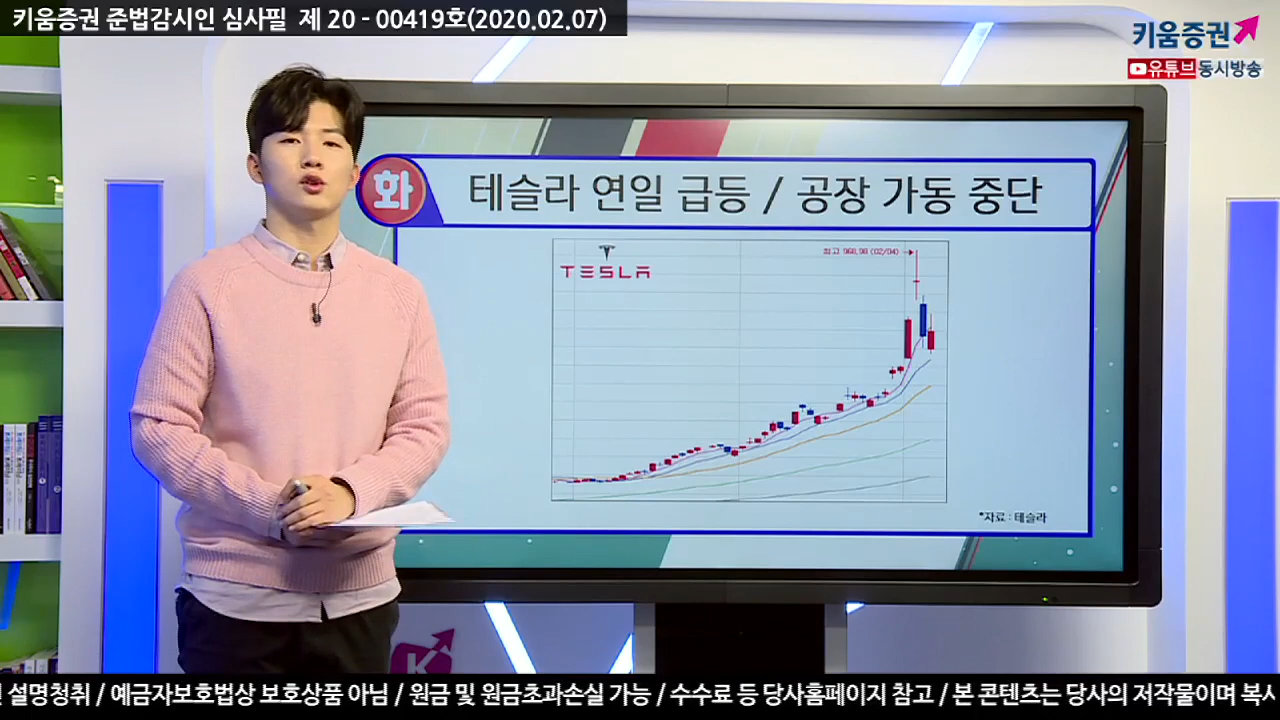 키움증권 준법감시인 심사필 제 20 - 00419호(2020.02.07)
키움증권
유튜브동시방송
화
테슬라 연일 급등 / 공장 가동 중단
TESLA
최고 968.98 (02/04)
*자료 : 테슬라
K
설명청취 / 예금자보호법상 보호상품 아님 / 원금 및 원금초과손실 가능 / 수수료 등 당사홈페이지 참고 / 본 콘텐츠는 당사의 저작물이며 복사